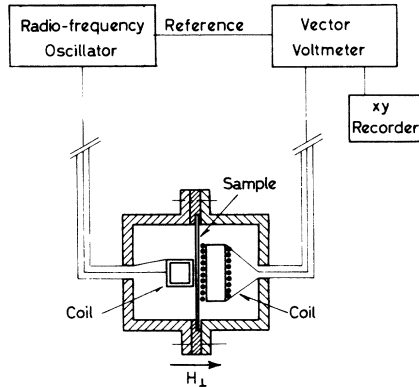 Radio-frequency
Oscillator
Reference
Vector
Voltmeter
xy
Recorder
Sample
Coil
Coil
H⊥